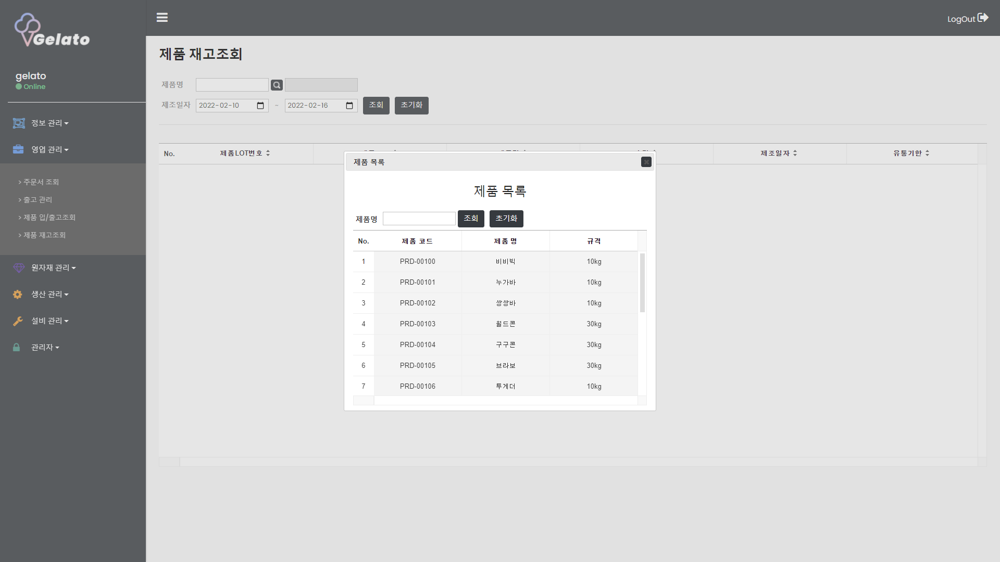 Gelato
LogOut
gelato
Online
정보 관리
영업 관리
> 주문서 조회
> 출고 관리
> 제품 입/출고조회
> 제품 재고조회
원자재 관리
생산 관리
설비 관리
관리자
제품 재고조회
제품명
제조일자 2022-02-10 ~ 2022-02-16 조회 초기화
No. 제품LOT번호 제조일자 유통기한
제품 목록
제품 목록
제품명 조회 초기화
No. 제품 코드 제품 명 규격
1 PRD-00100 비비빅 10kg
2 PRD-00101 누가바 10kg
3 PRD-00102 쌍쌍바 10kg
4 PRD-00103 월드콘 30kg
5 PRD-00104 구구콘 30kg
6 PRD-00105 브라보 30kg
7 PRD-00106 투게더 10kg